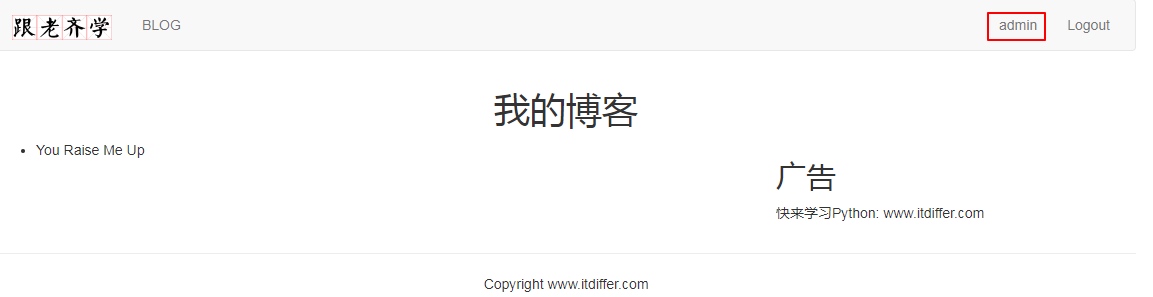 跟老齐学 BLOG admin Logout
我的博客
You Raise Me Up
广告
快来学习Python: www.itdiffer.com
Copyright www.itdiffer.com